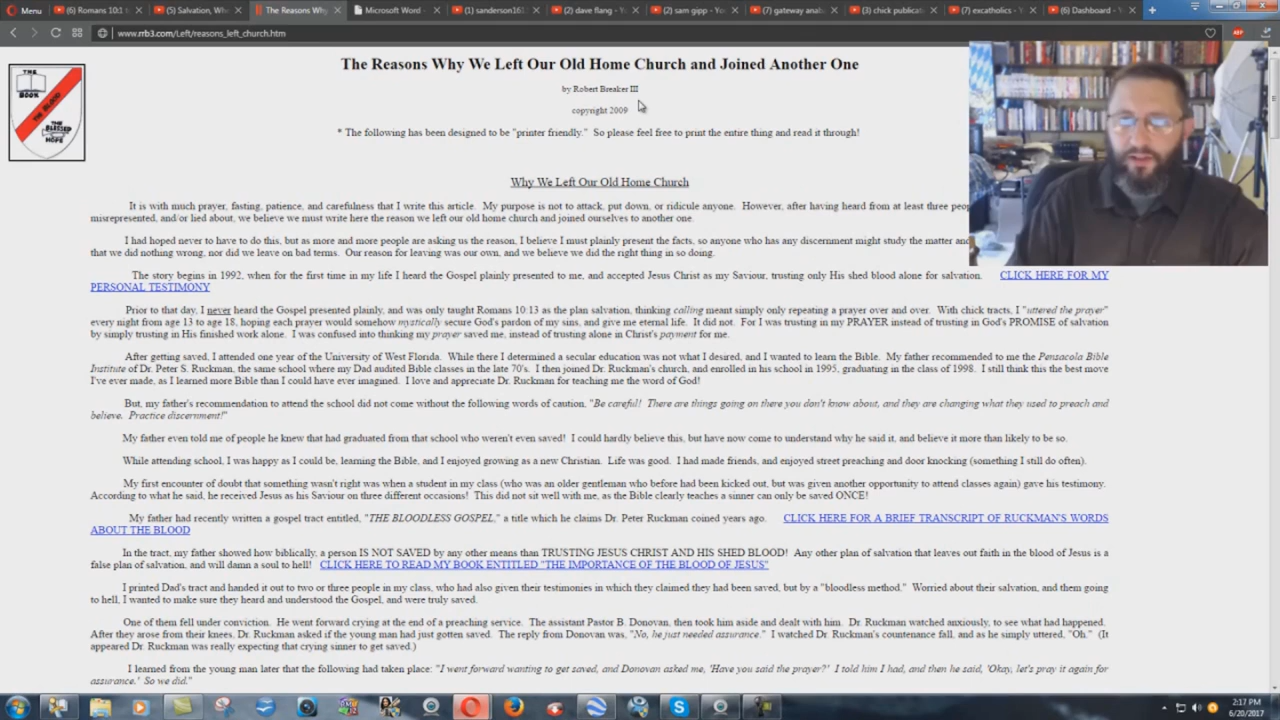 Menu
(6) Romans 10:1
(5) Salvation, Wh
The Reasons Why
Microsoft Word -
(1) sanderson161
(2) dave flang - Yo
(2) sam gipp - You
(7) gateway anab
(3) chick publicat
(7) excatholics - Y
(6) Dashboard - Y
www.rrb3.com/Left/reasons_left_church.htm
The Reasons Why We Left Our Old Home Church and Joined Another One
by Robert Breaker III
copyright 2009
* The following has been designed to be "printer friendly." So please feel free to print the entire thing and read it through!
THE BOOK
THE BLOOD
THE BLESSED HOPE
Why We Left Our Old Home Church
It is with much prayer, fasting, patience, and carefulness that I write this article. My purpose is not to attack, put down, or ridicule anyone. However, after having heard from at least three peop
misrepresented, and/or lied about, we believe we must write here the reason we left our old home church and joined ourselves to another one.
I had hoped never to have to do this, but as more and more people are asking us the reason, I believe I must plainly present the facts, so anyone who has any discernment might study the matter and
that we did nothing wrong, nor did we leave on bad terms. Our reason for leaving was our own, and we believe we did the right thing in so doing.
The story begins in 1992, when for the first time in my life I heard the Gospel plainly presented to me, and accepted Jesus Christ as my Saviour, trusting only His shed blood alone for salvation. CLICK HERE FOR MY
PERSONAL TESTIMONY
Prior to that day, I never heard the Gospel presented plainly, and was only taught Romans 10:13 as the plan salvation, thinking calling meant simply only repeating a prayer over and over. With chick tracts, I "uttered the prayer"
every night from age 13 to age 18, hoping each prayer would somehow mystically secure God's pardon of my sins, and give me eternal life. It did not. For I was trusting in my PRAYER instead of trusting in God's PROMISE of salvation
by simply trusting in His finished work alone. I was confused into thinking my prayer saved me, instead of trusting alone in Christ's payment for me.
After getting saved, I attended one year of the University of West Florida. While there I determined a secular education was not what I desired, and I wanted to learn the Bible. My father recommended to me the Pensacola Bible
Institute of Dr. Peter S. Ruckman, the same school where my Dad audited Bible classes in the late 70's. I then joined Dr. Ruckman's church, and enrolled in his school in 1995, graduating in the class of 1998. I still think this the best move
I've ever made, as I learned more Bible than I could have ever imagined. I love and appreciate Dr. Ruckman for teaching me the word of God!
But, my father's recommendation to attend the school did not come without the following words of caution, "Be careful! There are things going on there you don't know about, and they are changing what they used to preach and
believe. Practice discernment!"
My father even told me of people he knew that had graduated from that school who weren't even saved! I could hardly believe this, but have now come to understand why he said it, and believe it more than likely to be so.
While attending school, I was happy as I could be, learning the Bible, and I enjoyed growing as a new Christian. Life was good. I had made friends, and enjoyed street preaching and door knocking (something I still do often).
My first encounter of doubt that something wasn't right was when a student in my class (who was an older gentleman who before had been kicked out, but was given another opportunity to attend classes again) gave his testimony.
According to what he said, he received Jesus as his Saviour on three different occasions! This did not sit well with me, as the Bible clearly teaches a sinner can only be saved ONCE!
My father had recently written a gospel tract entitled, "THE BLOODLESS GOSPEL," a title which he claims Dr. Peter Ruckman coined years ago. CLICK HERE FOR A BRIEF TRANSCRIPT OF RUCKMAN'S WORDS
ABOUT THE BLOOD
In the tract, my father showed how biblically, a person IS NOT SAVED by any other means than TRUSTING JESUS CHRIST AND HIS SHED BLOOD! Any other plan of salvation that leaves out faith in the blood of Jesus is a
false plan of salvation, and will damn a soul to hell! CLICK HERE TO READ MY BOOK ENTITLED "THE IMPORTANCE OF THE BLOOD OF JESUS"
I printed Dad's tract and handed it out to two or three people in my class, who had also given their testimonies in which they claimed they had been saved, but by a "bloodless method." Worried about their salvation, and them going
to hell, I wanted to make sure they heard and understood the Gospel, and were truly saved.
One of them fell under conviction. He went forward crying at the end of a preaching service. The assistant Pastor B. Donovan, then took him aside and dealt with him. Dr. Ruckman watched anxiously, to see what had happened.
After they arose from their knees, Dr. Ruckman asked if the young man had just gotten saved. The reply from Donovan was, "No, he just needed assurance." I watched Dr. Ruckman's countenance fall, and as he simply uttered, "Oh." (It
appeared Dr. Ruckman was really expecting that crying sinner to get saved.)
I learned from the young man later that the following had taken place: "I went forward wanting to get saved, and Donovan asked me, 'Have you said the prayer?' I told him I had, and then he said, 'Okay, let's pray it again for
assurance.' So we did."
2:17 PM
6/20/2017